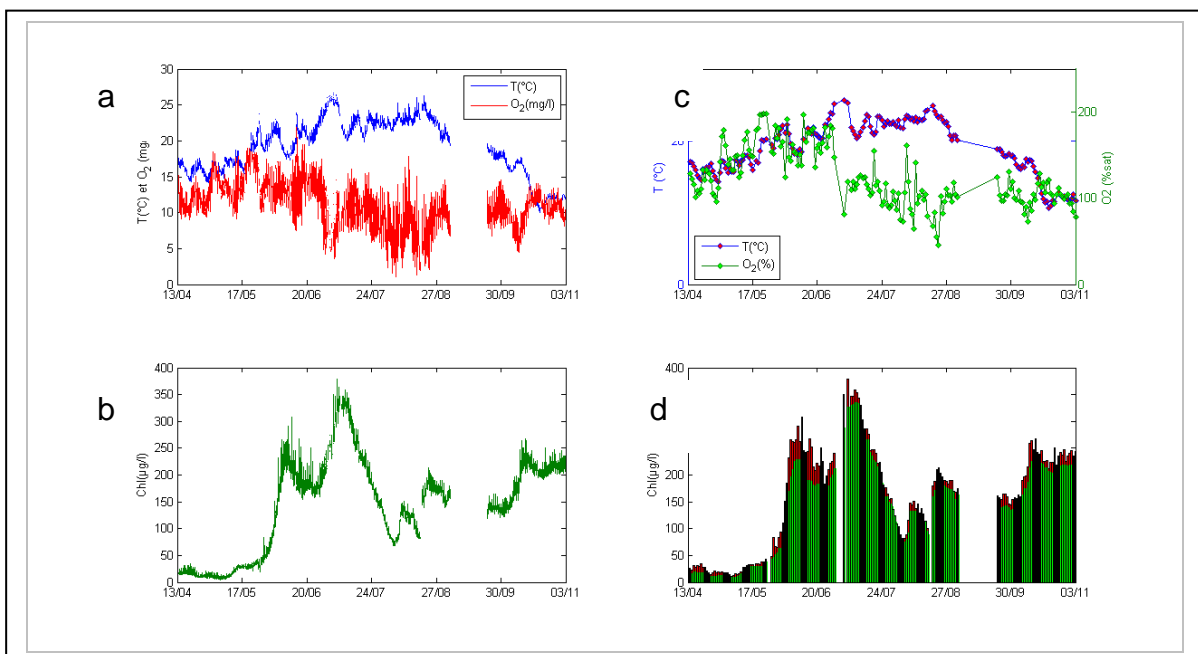 a
30
25
20
15
10
5
0
T(°C) et O₂ (mg.
T(°C)
O₂(mg/l)
13/04 17/05 20/06 24/07 27/08 30/09 03/11
c
T (°C)
0
200
100
0
O2 (%sat)
T(°C)
O₂(%)
13/04 17/05 20/06 24/07 27/08 30/09 03/11
b
400
350
300
250
200
150
100
50
0
Chl(µg/l)
13/04 17/05 20/06 24/07 27/08 30/09 03/11
d
400
200
150
100
50
0
Chl(µg/l)
13/04 17/05 20/06 24/07 27/08 30/09 03/11